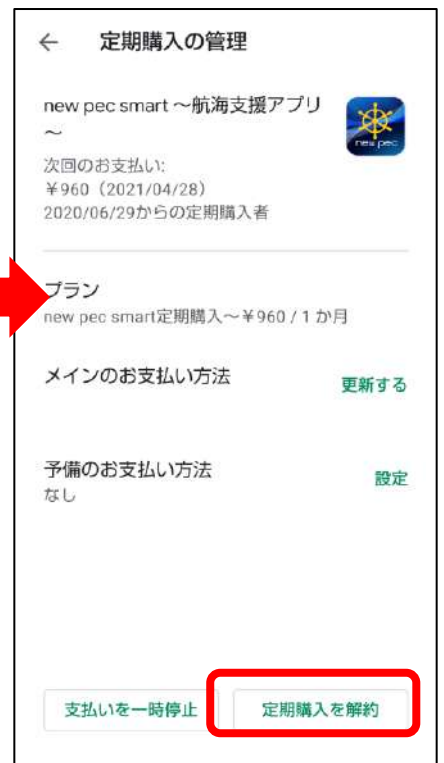 ← 定期購入の管理
new pec smart ～航海支援アプリ
～
new pec
次回のお支払い:
￥960（2021/04/28）
2020/06/29からの定期購入者
プラン
new pec smart定期購入～￥960 / 1 か月
メインのお支払い方法
更新する
予備のお支払い方法
設定
なし
支払いを一時停止
定期購入を解約